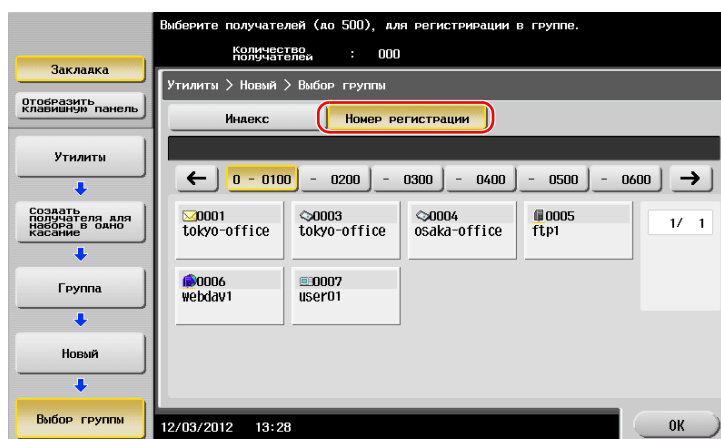 Выберите получателей (до 500), для регистрирации в группе.
Количество получателей : 000
Закладка
Отобразить клавишную панель
Утилиты > Новый > Выбор группы
Индекс
Номер регистрации
← 0 - 0100 - 0200 - 0300 - 0400 - 0500 - 0600 →
Утилиты
0001
tokyo-office
0003
tokyo-office
0004
osaka-office
0005
ftp1
1/ 1
Создать
получателя для
набора в одно
касание
0006
webdav1
0007
user01
Группа
Новый
Выбор группы
12/03/2012 13:28
OK